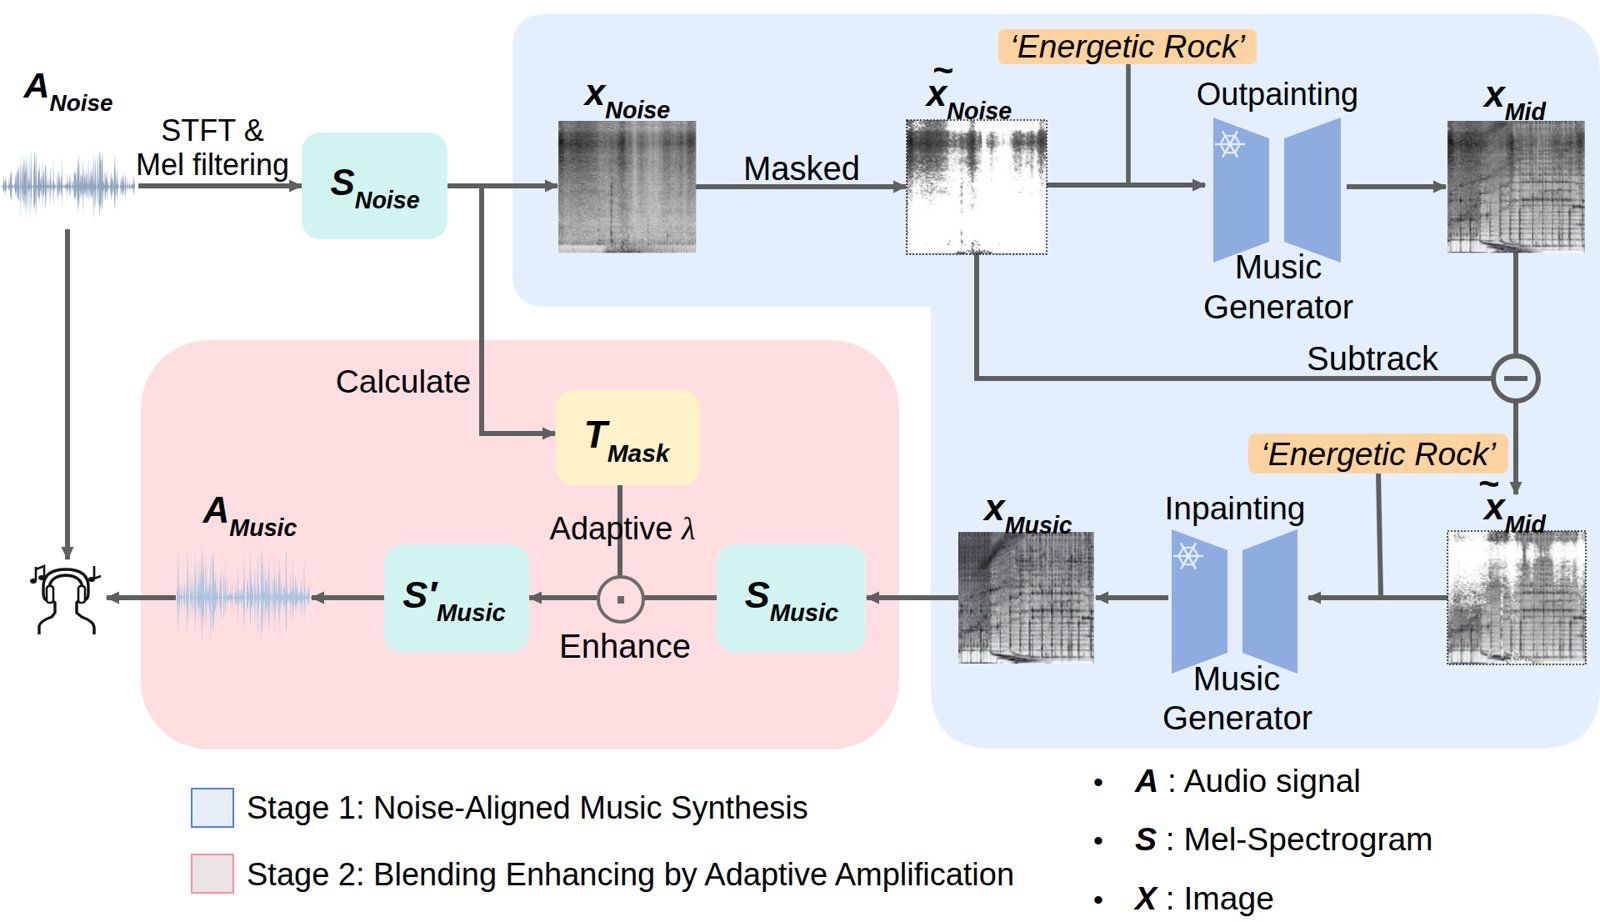 A_Noise
STFT &
Mel filtering
S_Noise
x_Noise
Masked
x̃_Noise
‘Energetic Rock’
Outpainting
Music
Generator
x_Mid
Subtrack
Calculate
T_Mask
Adaptive λ
‘Energetic Rock’
x̃_Mid
Inpainting
Music
Generator
x_Music
S_Music
Enhance
S'_Music
A_Music
Stage 1: Noise-Aligned Music Synthesis
Stage 2: Blending Enhancing by Adaptive Amplification
• A : Audio signal
• S : Mel-Spectrogram
• X : Image